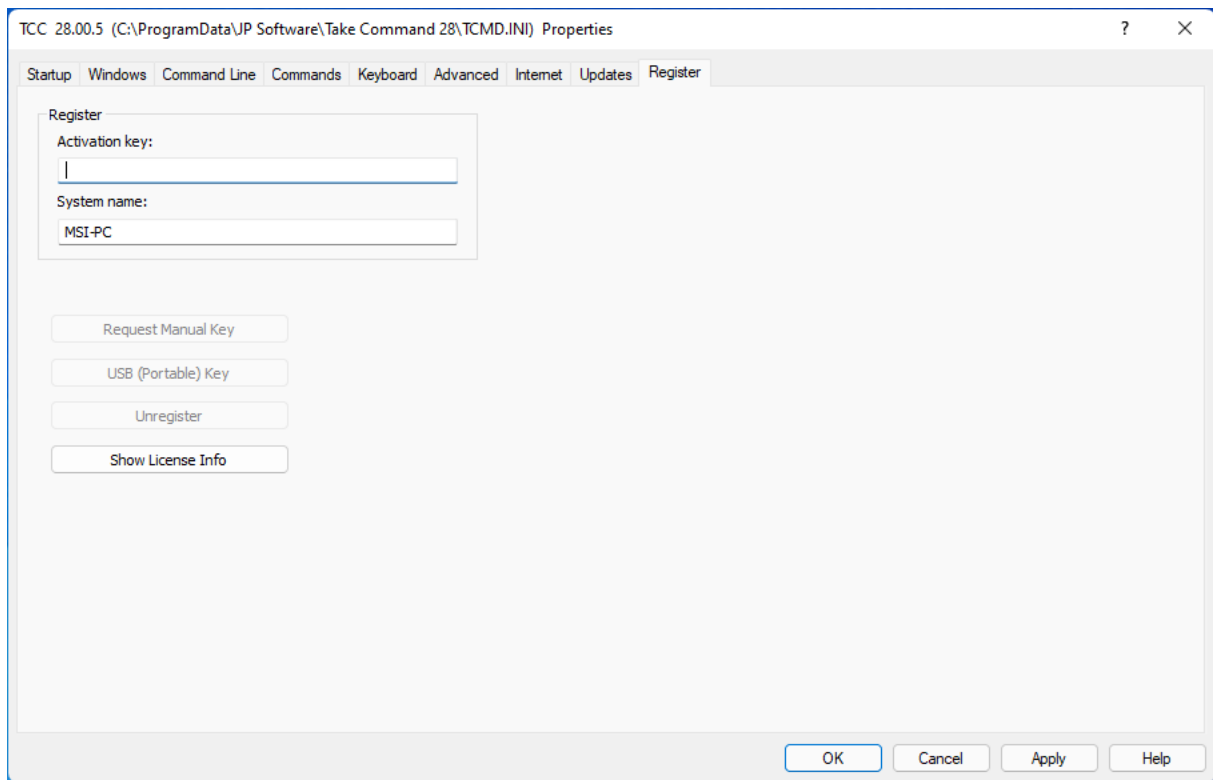 TCC 28.00.5 (C:\ProgramData\JP Software\Take Command 28\TCMD.INI) Properties
Startup Windows Command Line Commands Keyboard Advanced Internet Updates Register
Register
Activation key:
System name:
MSI-PC
Request Manual Key
USB (Portable) Key
Unregister
Show License Info
OK Cancel Apply Help